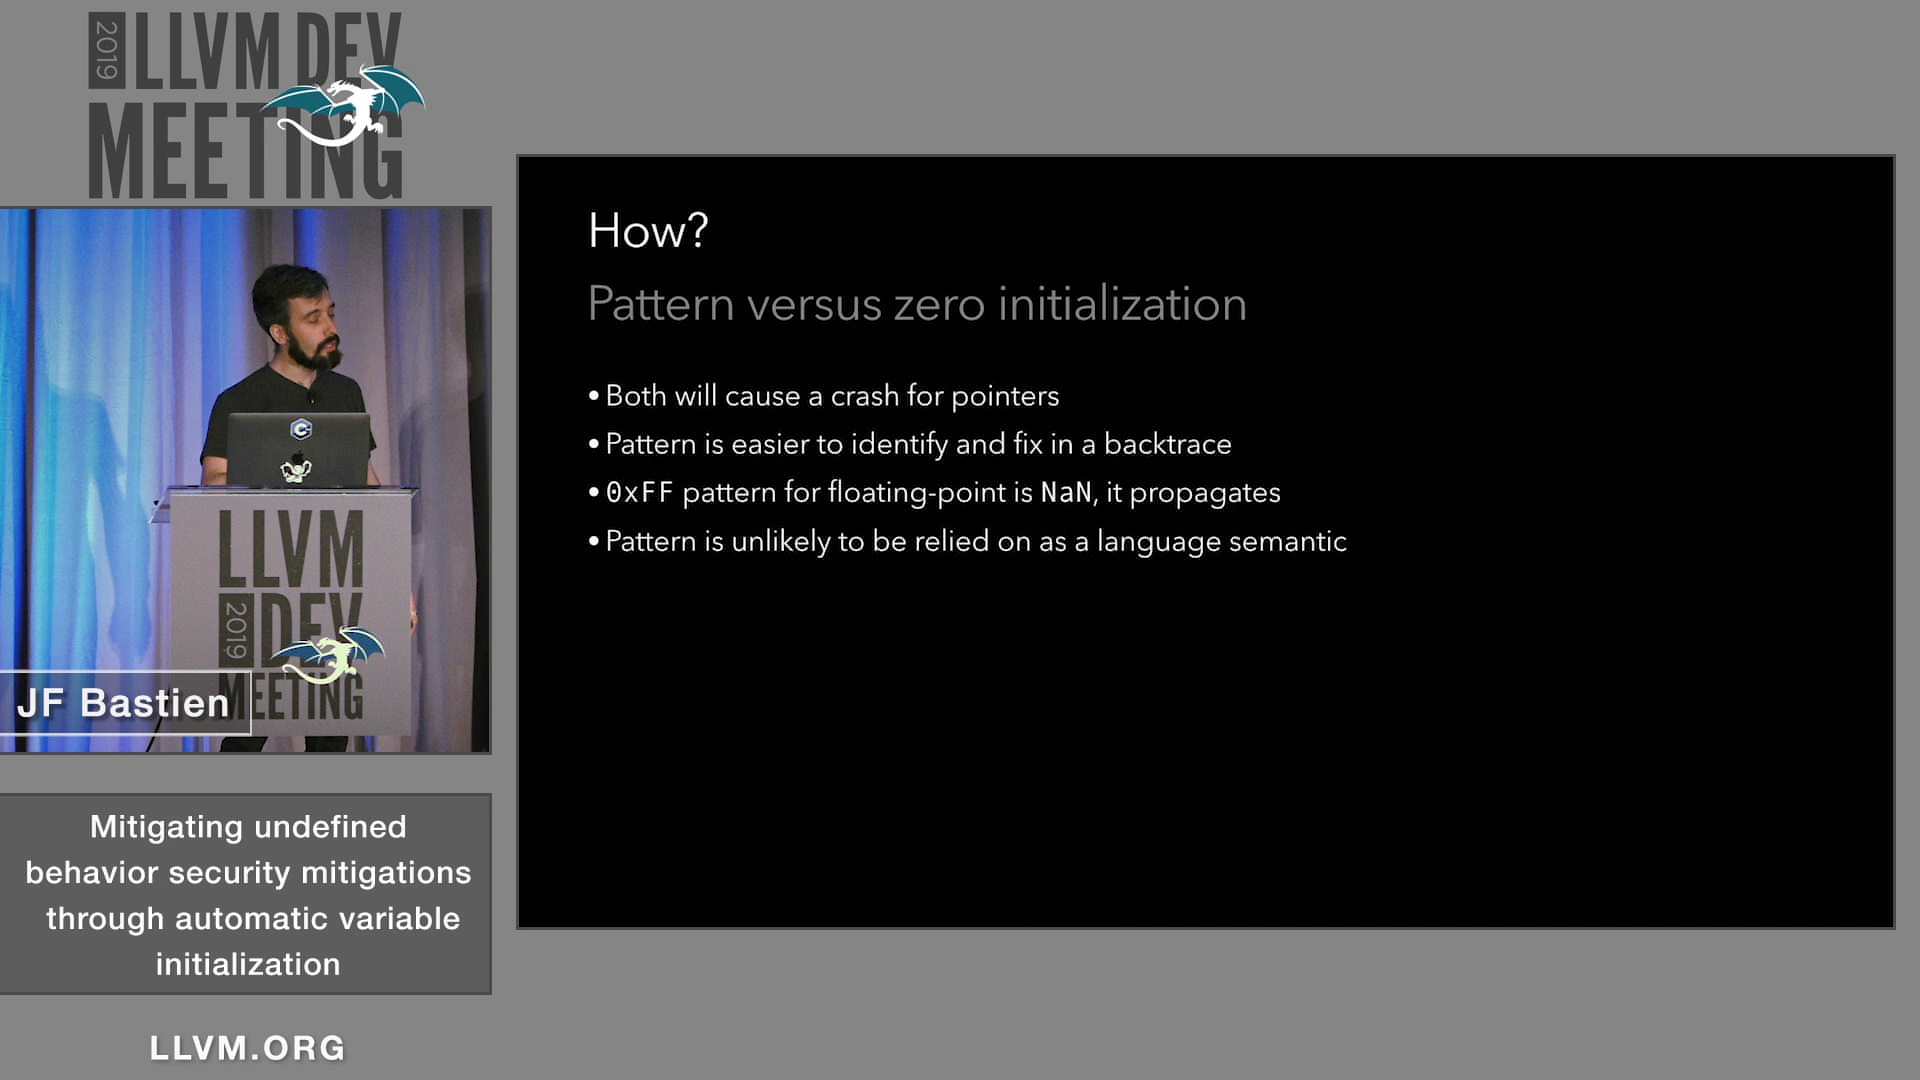 2019
LLVM DEV
MEETING
How?
Pattern versus zero initialization
• Both will cause a crash for pointers
• Pattern is easier to identify and fix in a backtrace
• 0xFF pattern for floating-point is NaN, it propagates
• Pattern is unlikely to be relied on as a language semantic
LLVM
2019
DEV
MEETING
JF Bastien
Mitigating undefined
behavior security mitigations
through automatic variable
initialization
LLVM.ORG